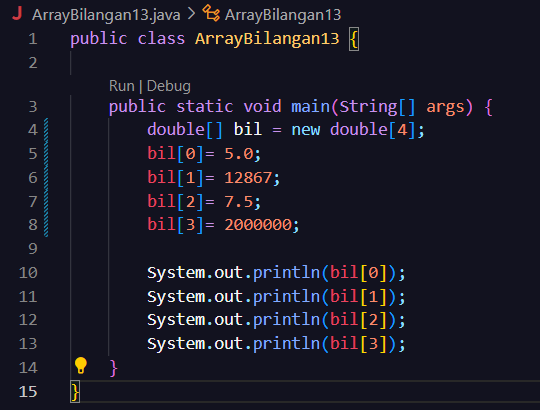 J ArrayBilangan13.java > ArrayBilangan13
1 public class ArrayBilangan13 {
2
Run | Debug
3 public static void main(String[] args) {
4 double[] bil = new double[4];
5 bil[0]= 5.0;
6 bil[1]= 12867;
7 bil[2]= 7.5;
8 bil[3]= 2000000;
9
10 System.out.println(bil[0]);
11 System.out.println(bil[1]);
12 System.out.println(bil[2]);
13 System.out.println(bil[3]);
14 }
15 }